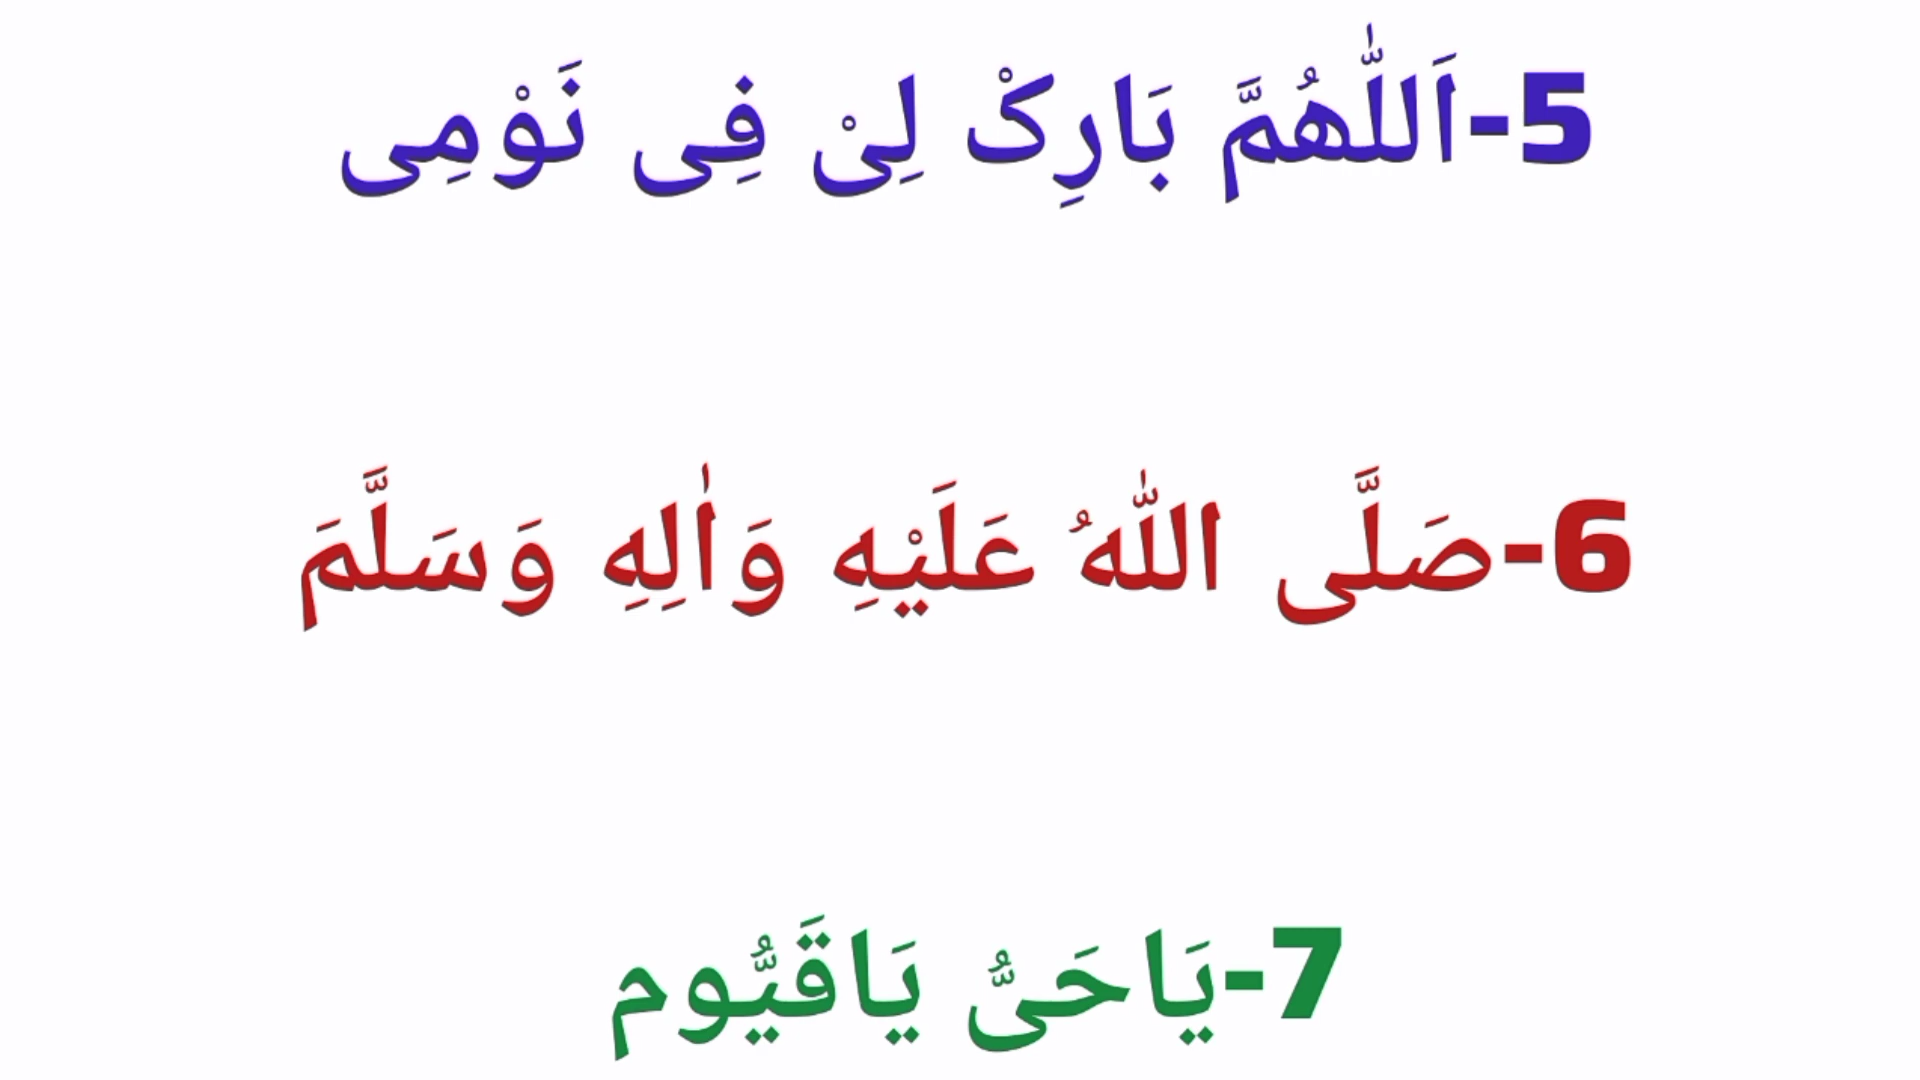 5-اَللّٰهُمَّ بَارِکْ لِیْ فِی نَوْمِی
6-صَلَّی اللّٰهُ عَلَیْهِ وَاٰلِهِ وَسَلَّمَ
7-یَاحَیُّ یَاقَیُّوم